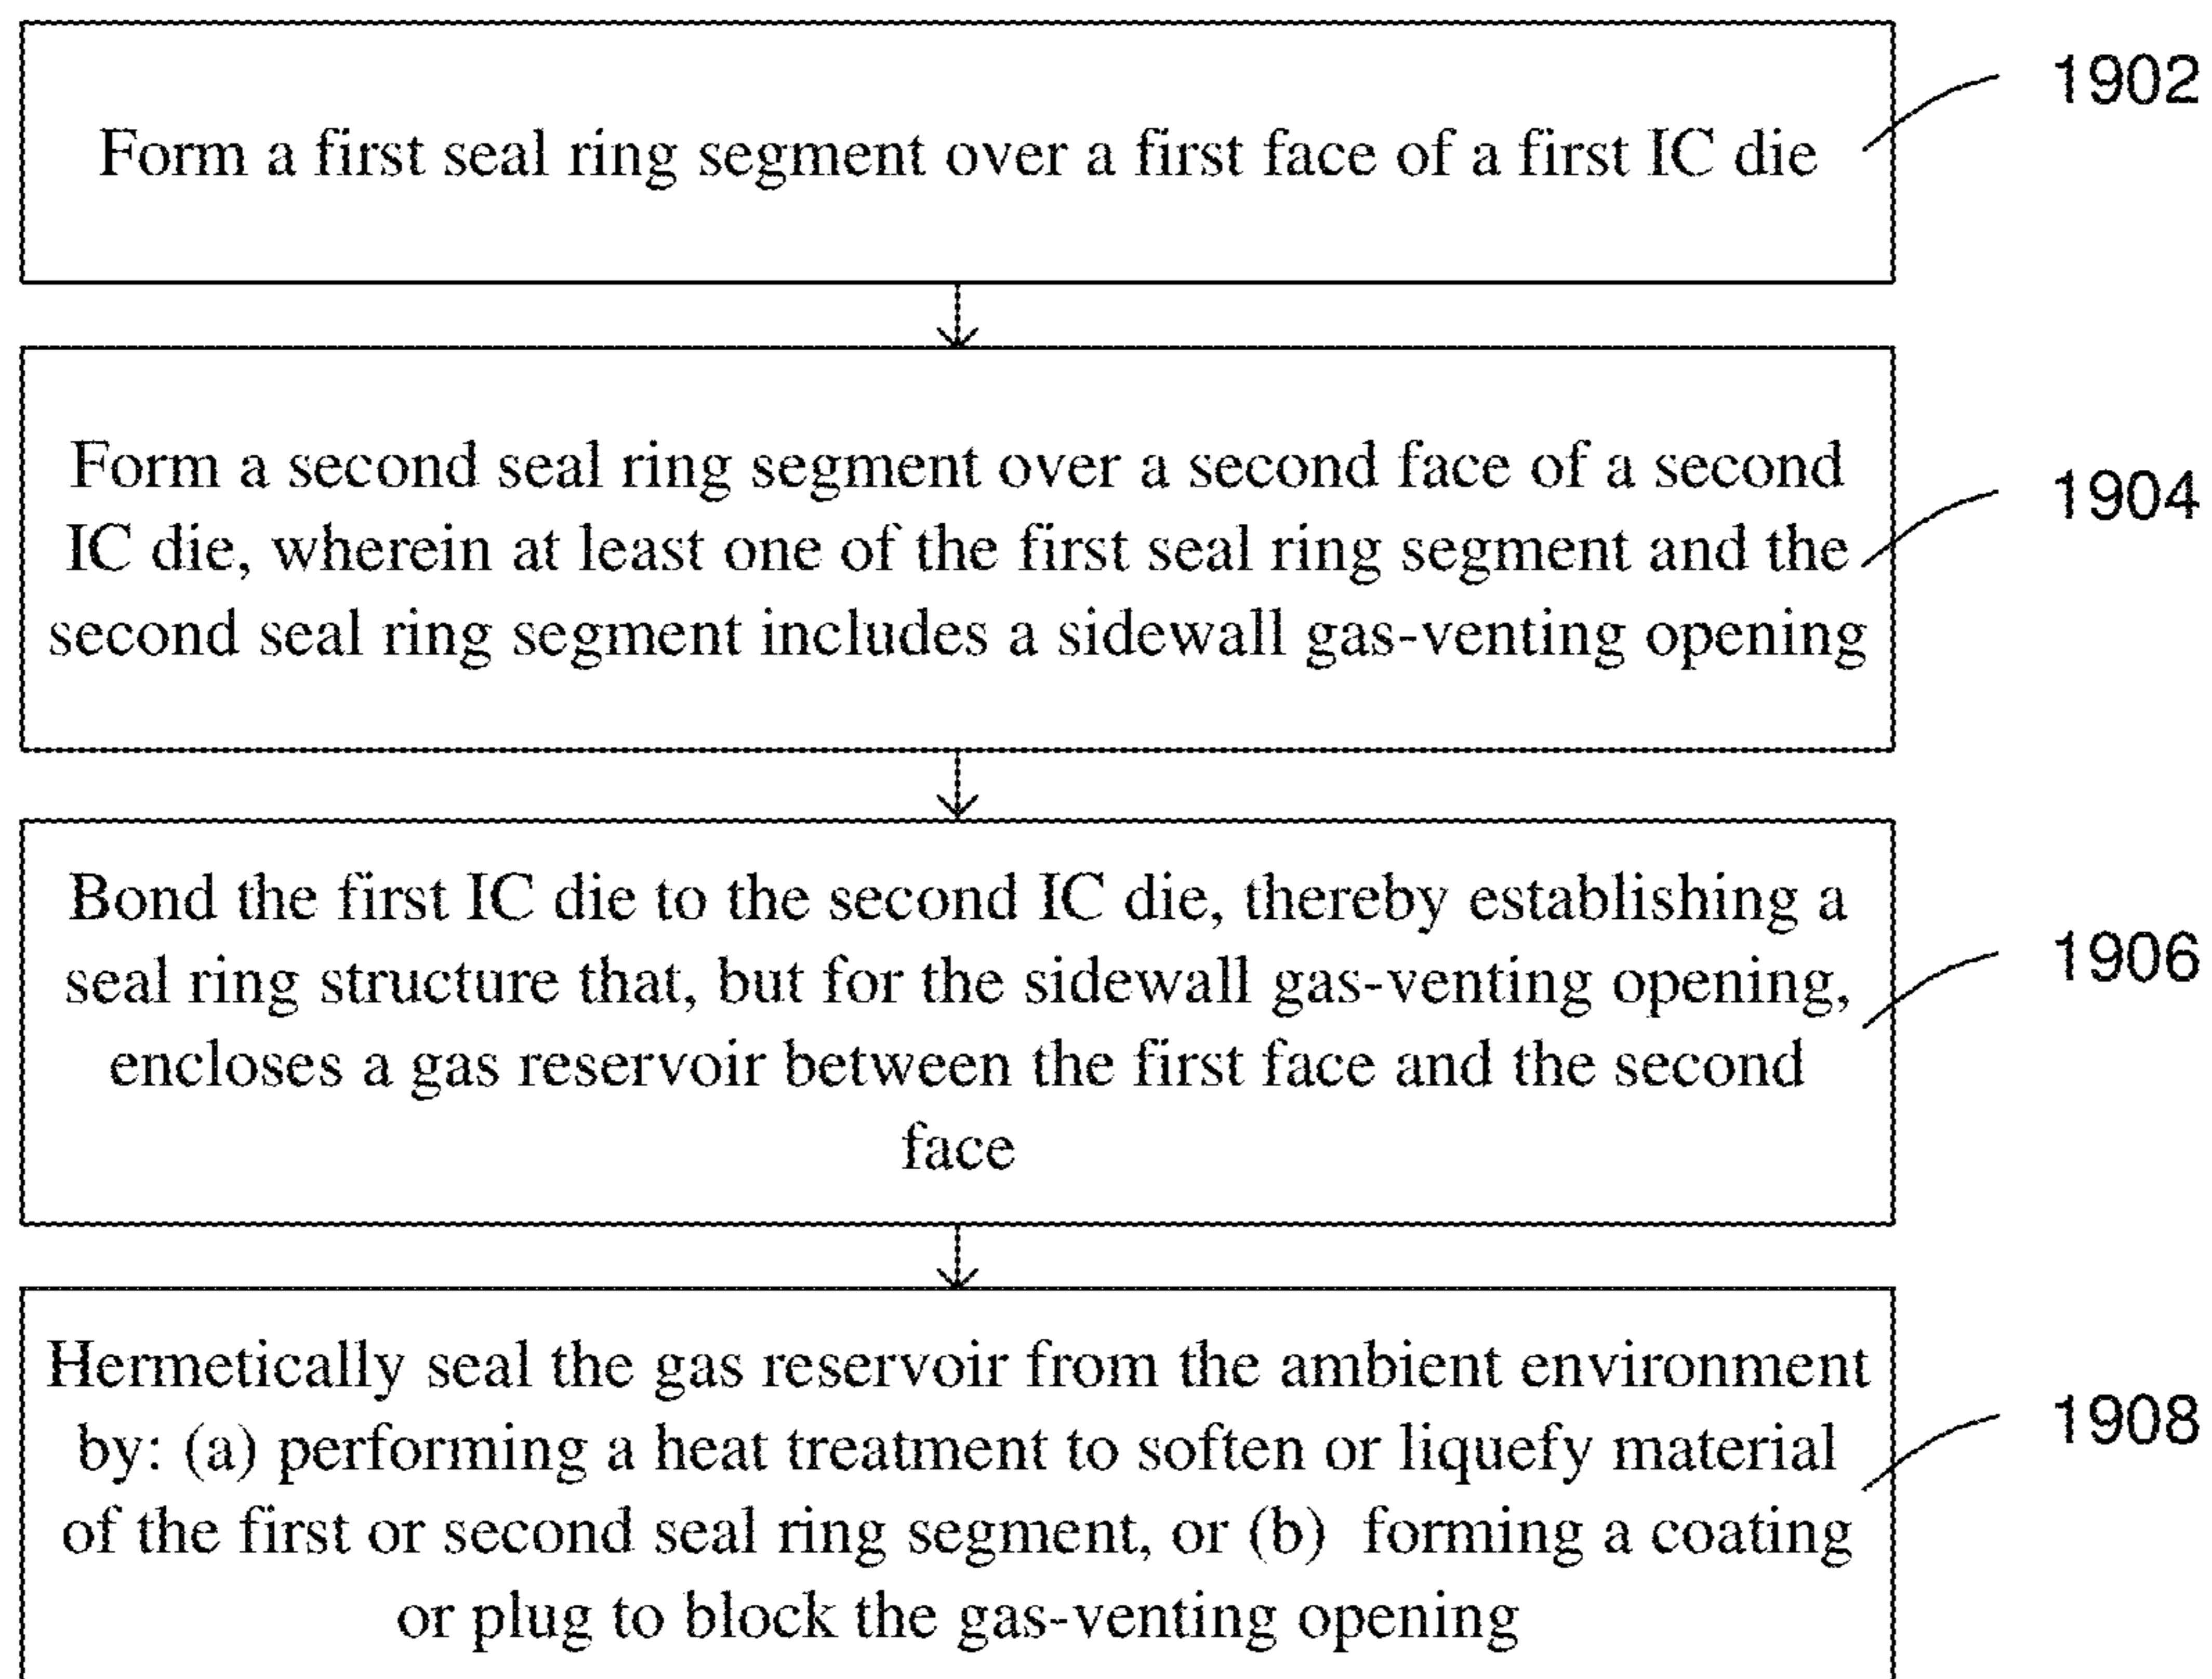 Form a first seal ring segment over a first face of a first IC die
1902
Form a second seal ring segment over a second face of a second
IC die, wherein at least one of the first seal ring segment and the
second seal ring segment includes a sidewall gas-venting opening
1904
Bond the first IC die to the second IC die, thereby establishing a
seal ring structure that, but for the sidewall gas-venting opening,
encloses a gas reservoir between the first face and the second
face
1906
Hermetically seal the gas reservoir from the ambient environment
by: (a) performing a heat treatment to soften or liquefy material
of the first or second seal ring segment, or (b) forming a coating
or plug to block the gas-venting opening
1908